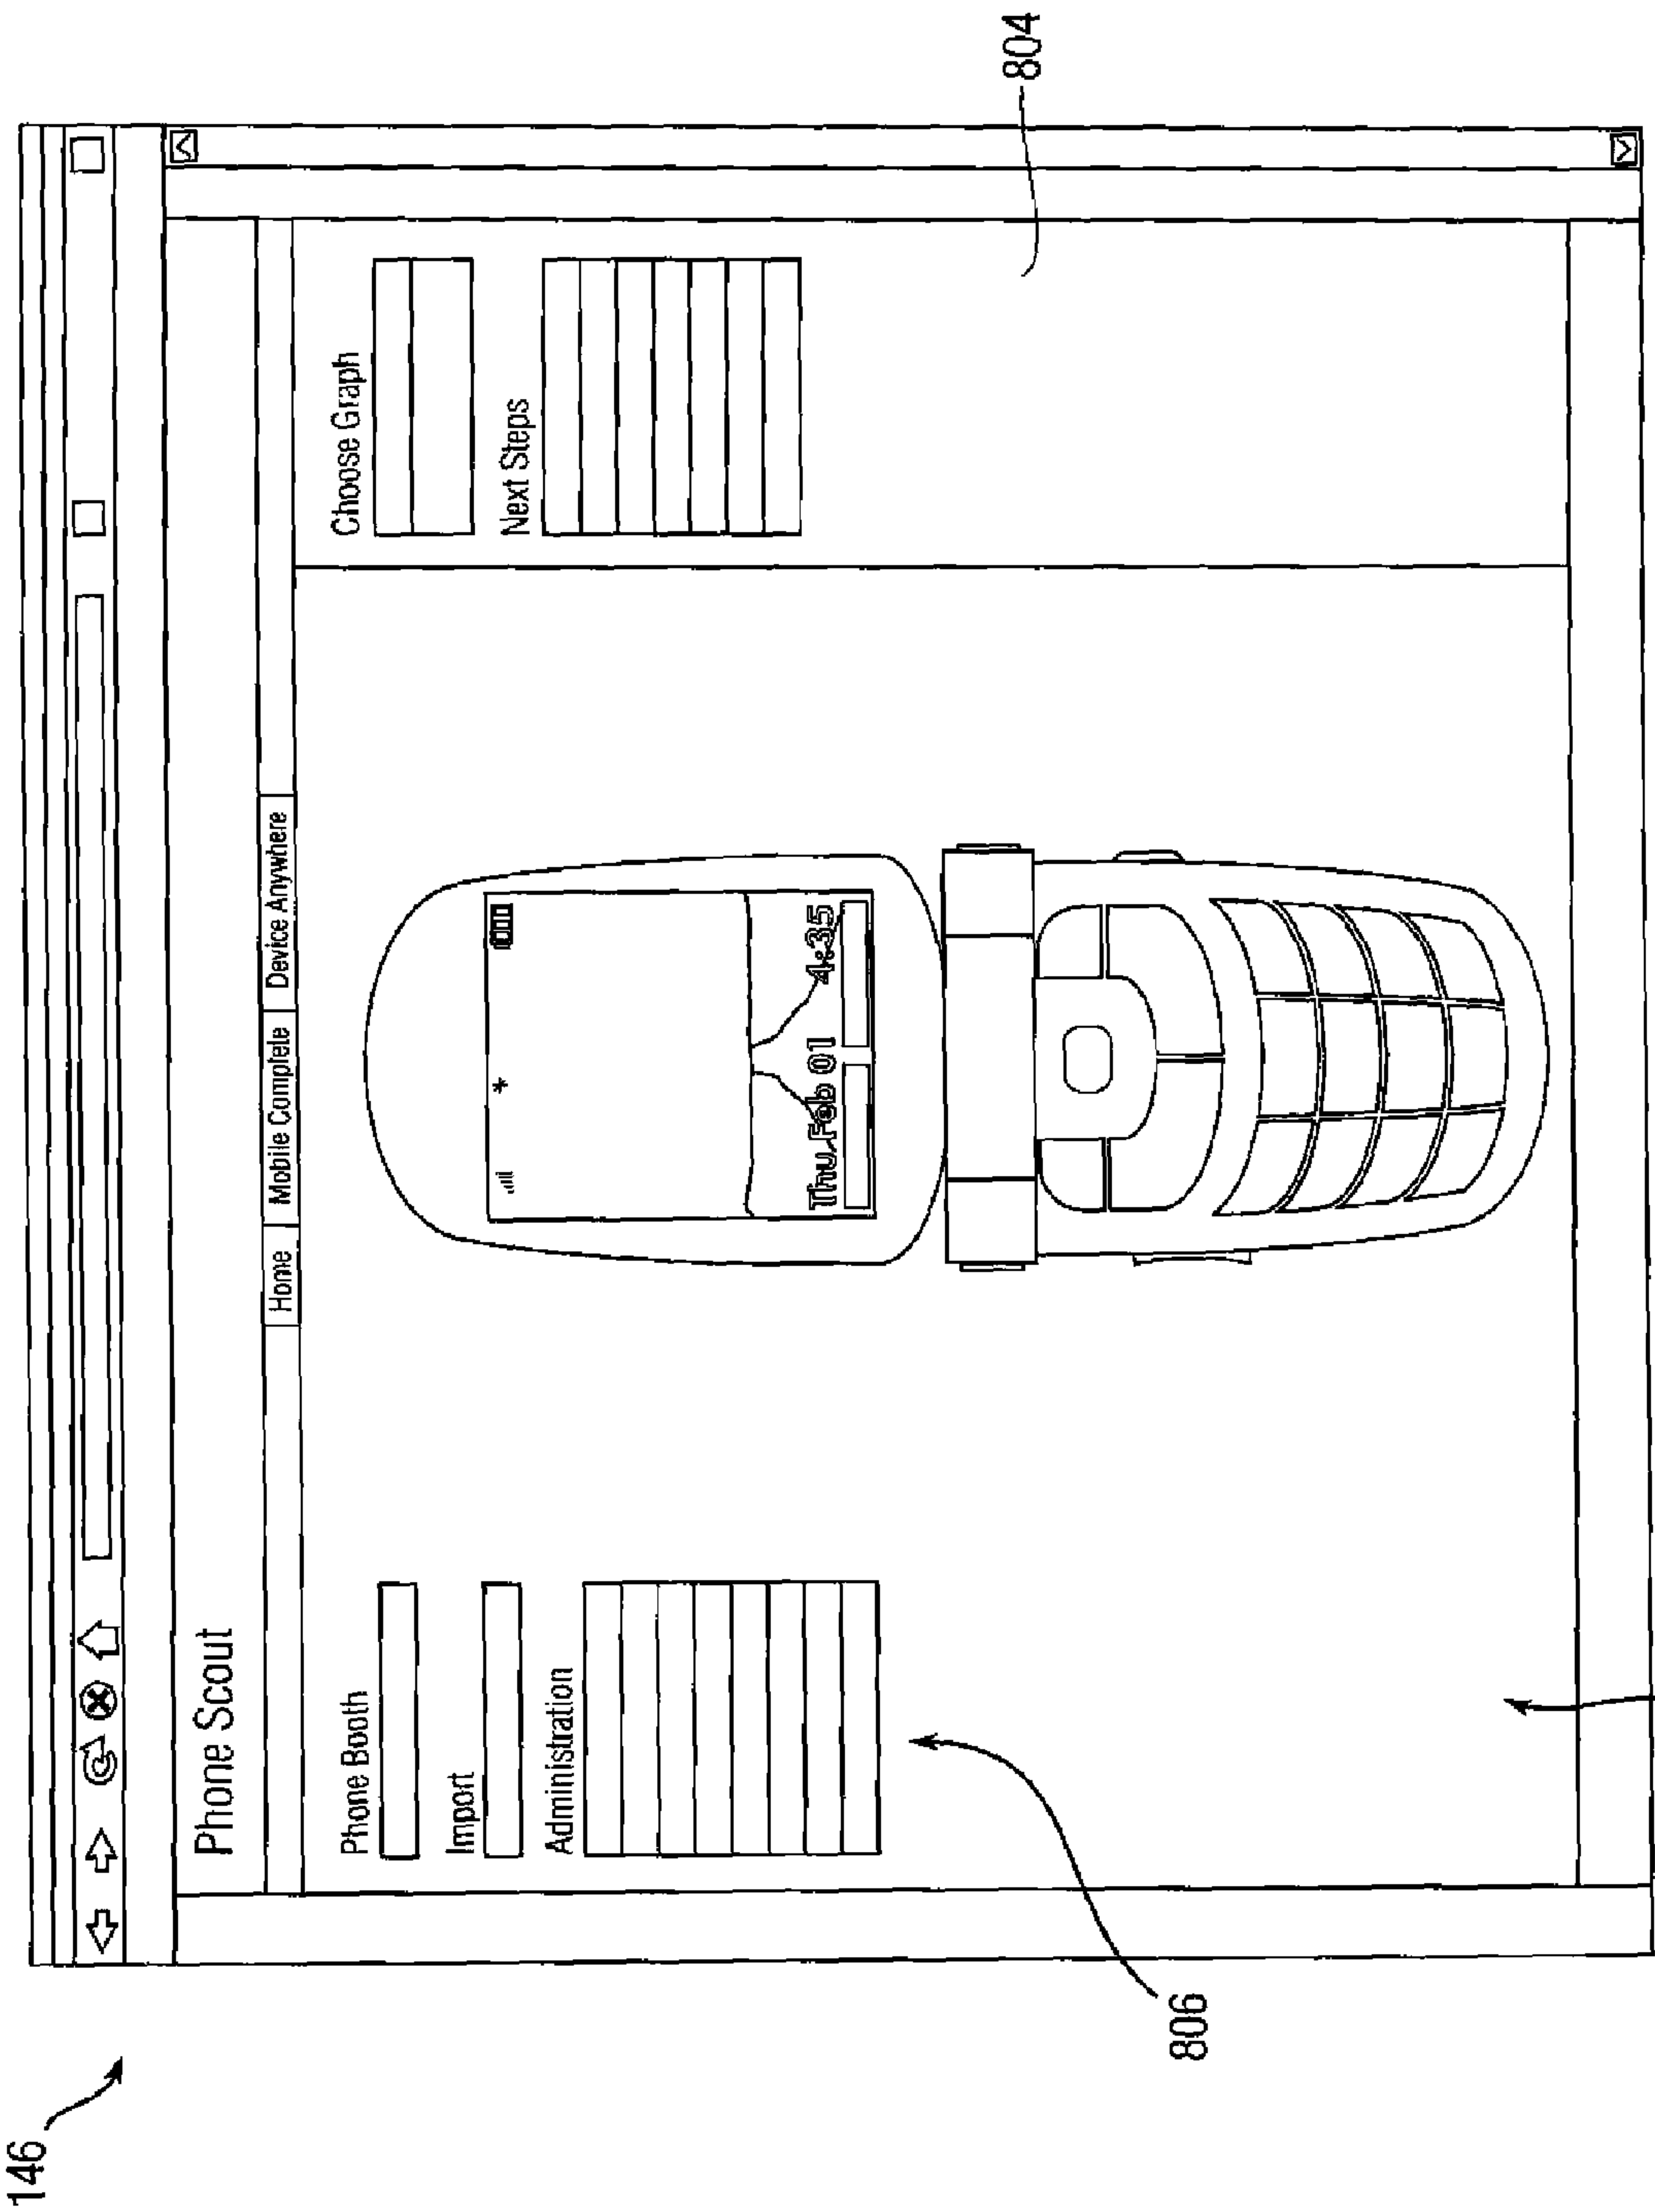 146
Phone Scout
Home
Mobile Complete
Device Anywhere
Phone Booth
Import
Administration
*
Thu, Feb 01 4:35
Choose Graph
Next Steps
804
806